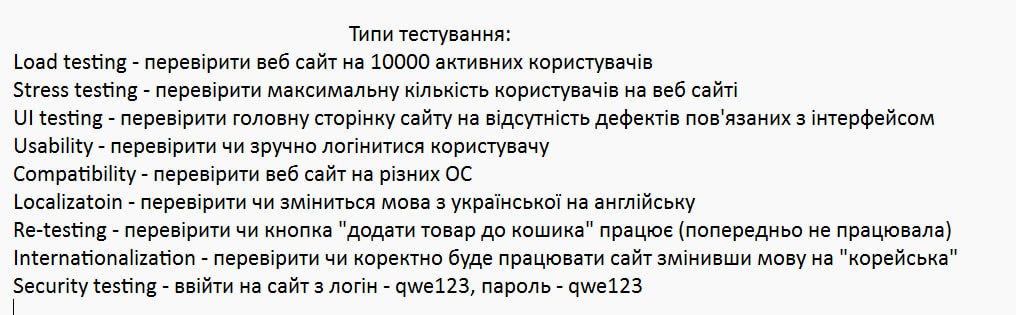 Типи тестування:
Load testing - перевірити веб сайт на 10000 активних користувачів
Stress testing - перевірити максимальну кількість користувачів на веб сайті
UI testing - перевірити головну сторінку сайту на відсутність дефектів пов'язаних з інтерфейсом
Usability - перевірити чи зручно логінитися користувачу
Compatibility - перевірити веб сайт на різних ОС
Localizatoin - перевірити чи зміниться мова з української на англійську
Re-testing - перевірити чи кнопка "додати товар до кошика" працює (попередньо не працювала)
Internationalization - перевірити чи коректно буде працювати сайт змінивши мову на "корейська"
Security testing - ввійти на сайт з логін - qwe123, пароль - qwe123